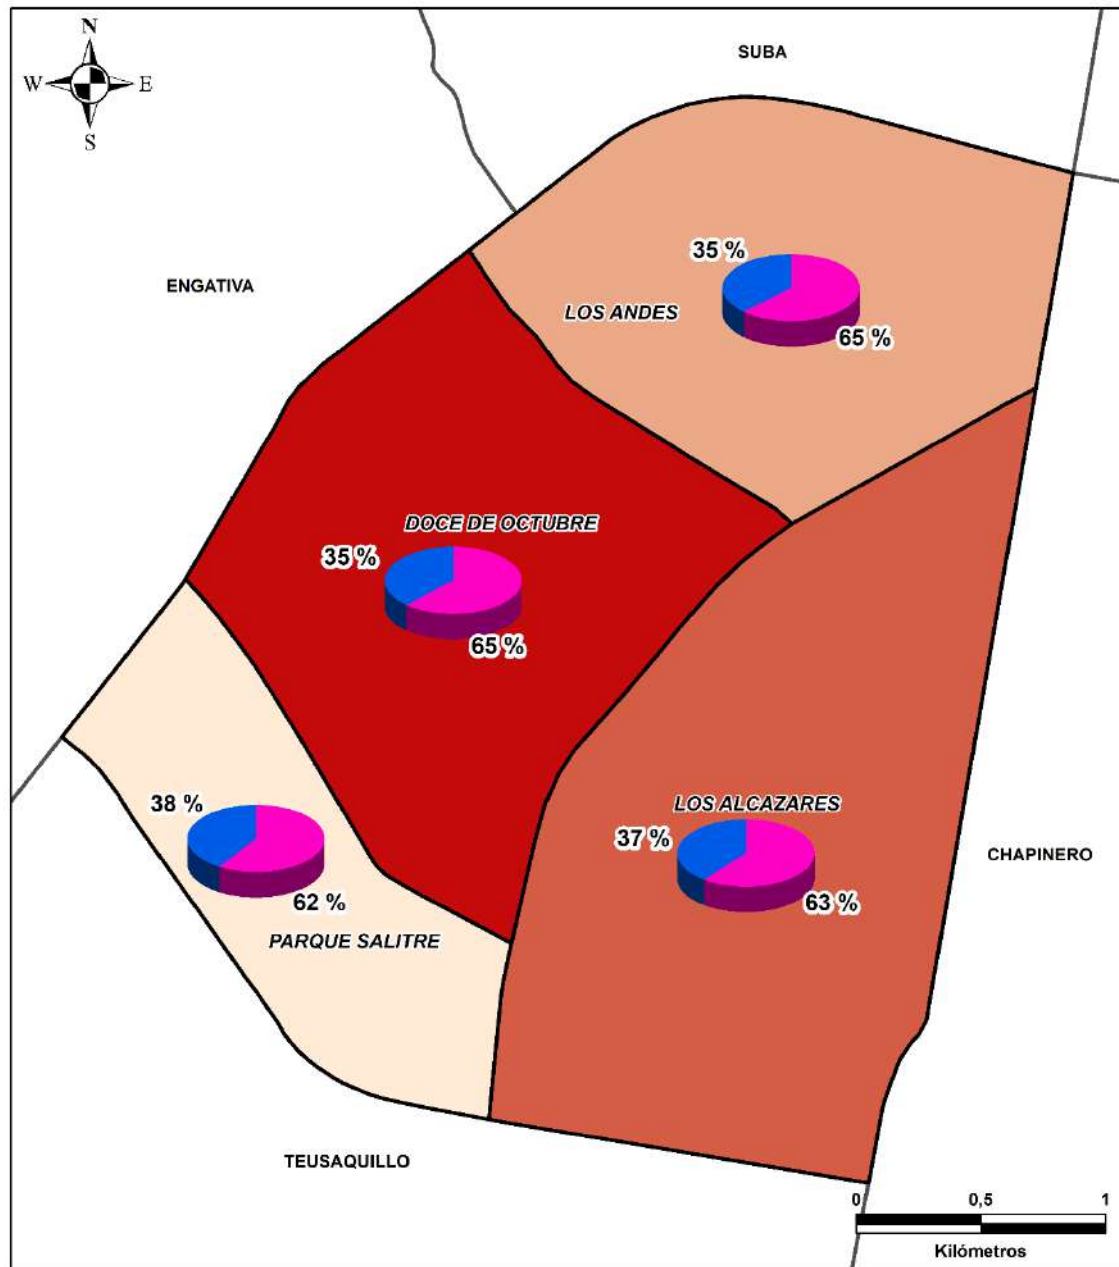 N
W E
S
SUBA
ENGATIVA
35 %
LOS ANDES
65 %
DOCE DE OCTUBRE
35 %
65 %
38 %
62 %
PARQUE SALITRE
LOS ALCAZARES
37 %
63 %
CHAPINERO
TEUSAQUILLO
0 0,5 1
Kilómetros